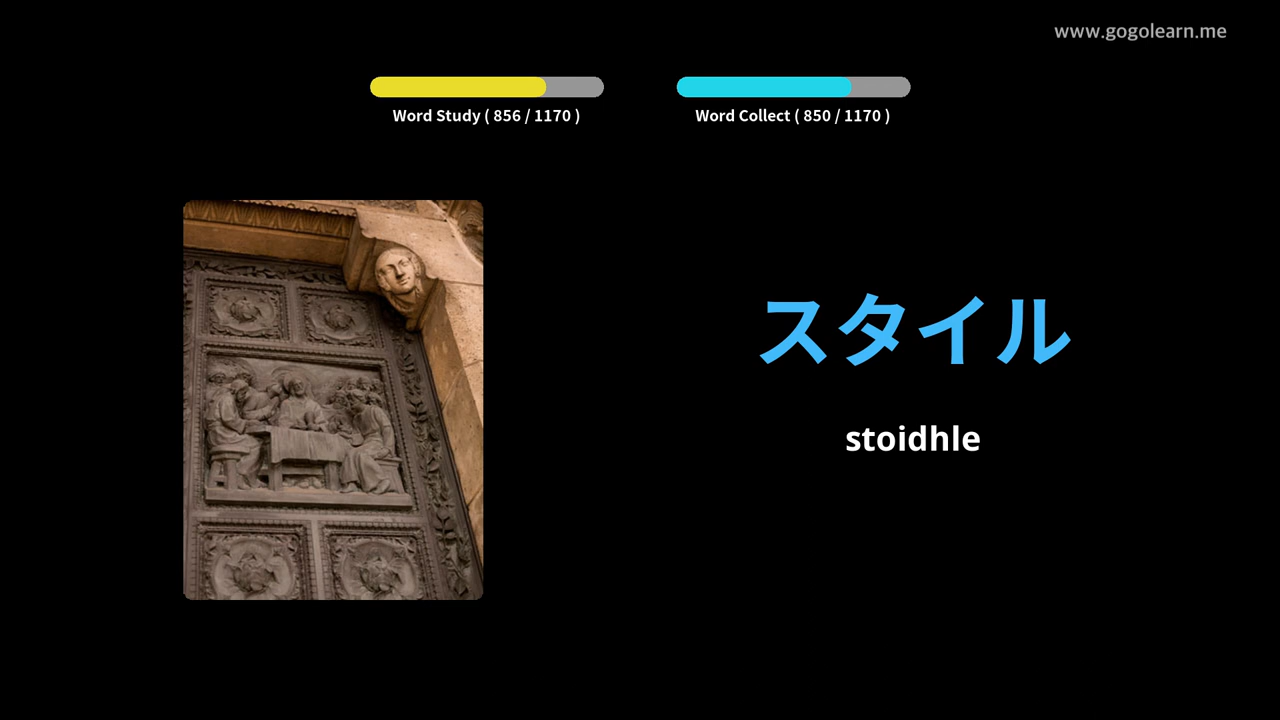 www.gogolearn.me
Word Study ( 856 / 1170 )
Word Collect ( 850 / 1170 )
スタイル
stoidhle